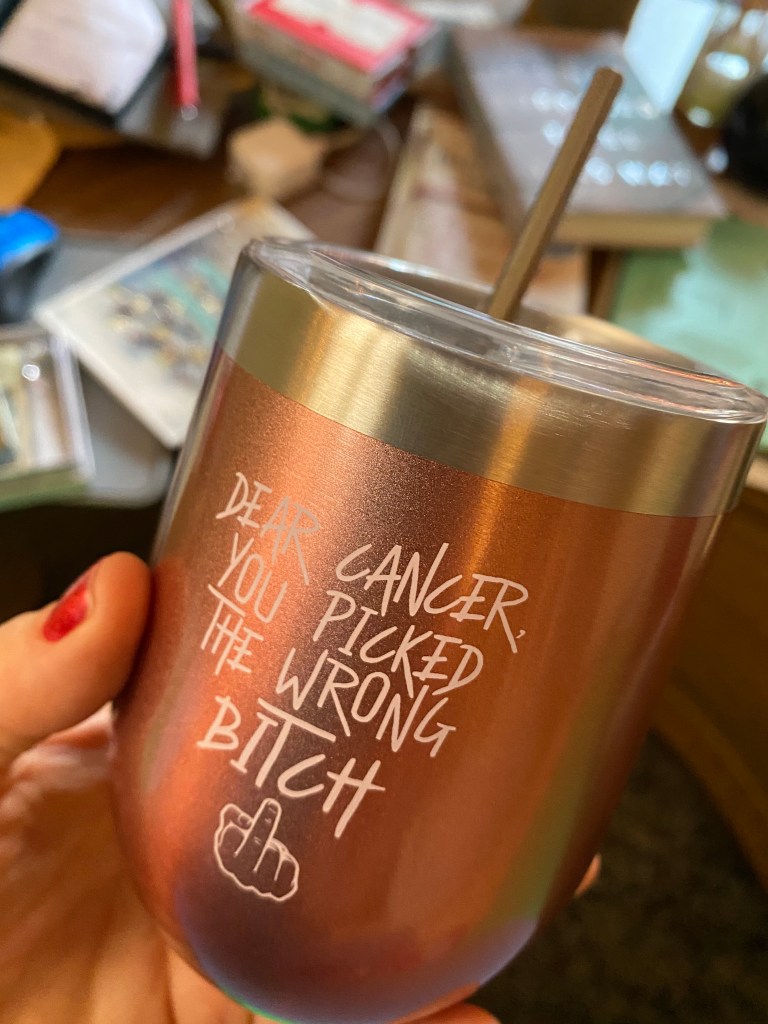 DEAR CANCER,
YOU PICKED
THE WRONG
BITCH